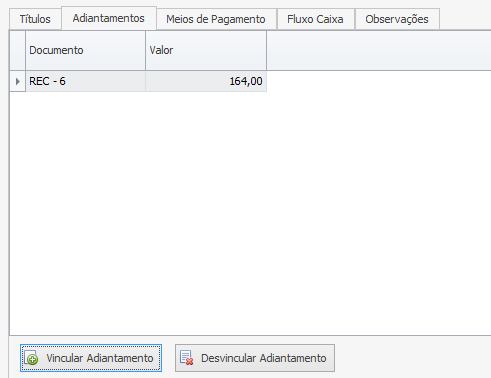 Títulos Adiantamentos Meios de Pagamento Fluxo Caixa Observações
Documento Valor
REC - 6 164,00
Vincular Adiantamento Desvincular Adiantamento